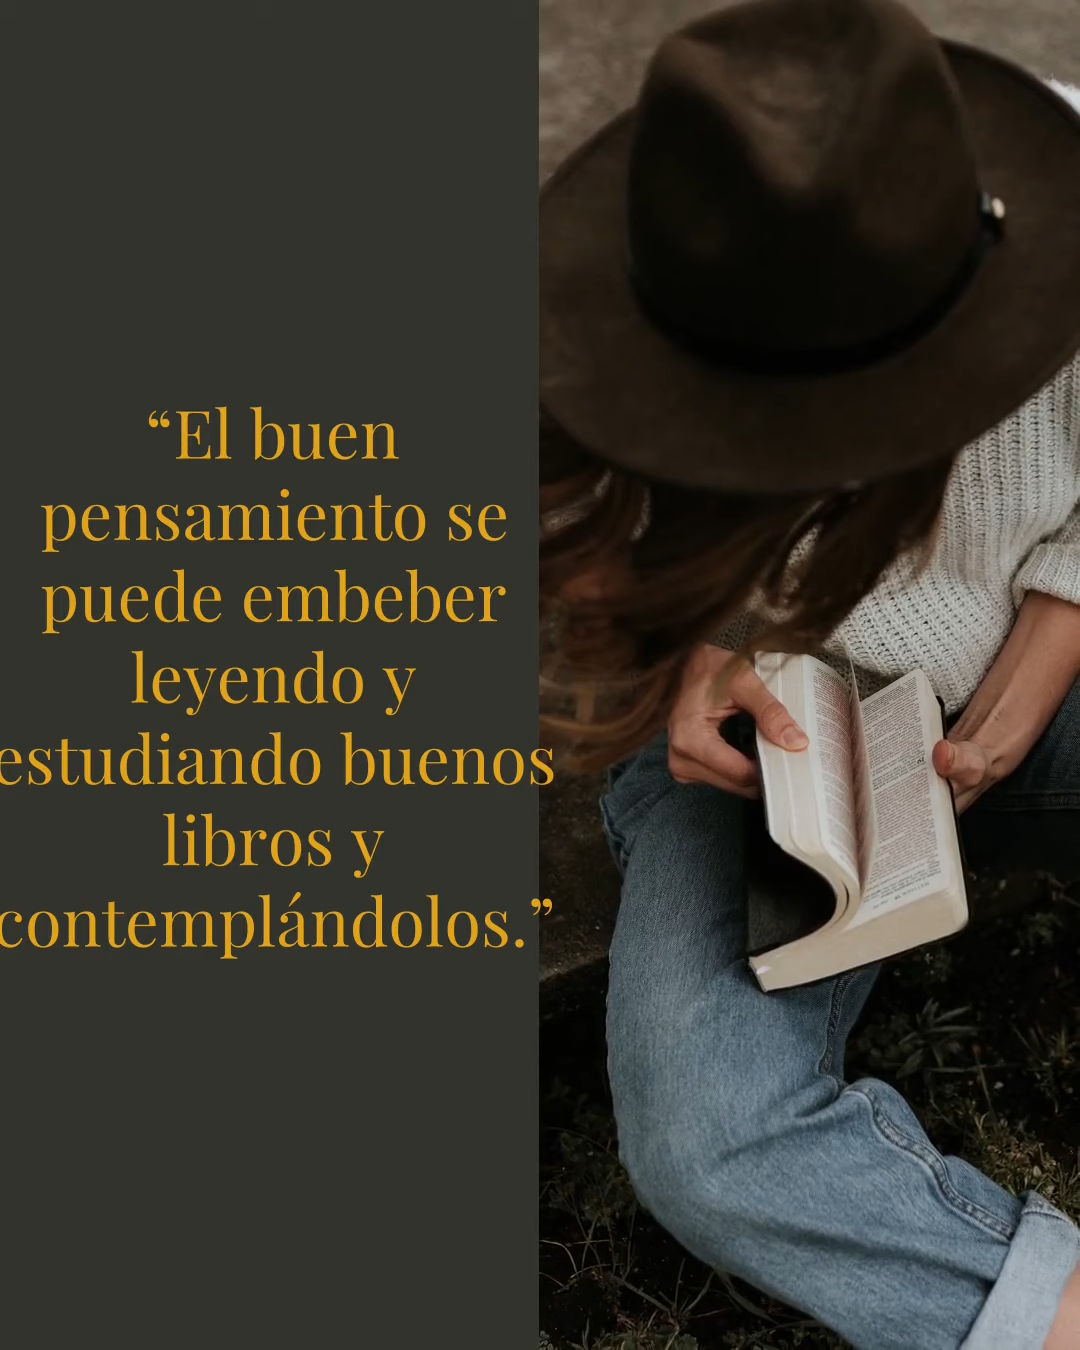 “El buen
pensamiento se
puede embeber
leyendo y
estudiando buenos
libros y
contemplándolos.”